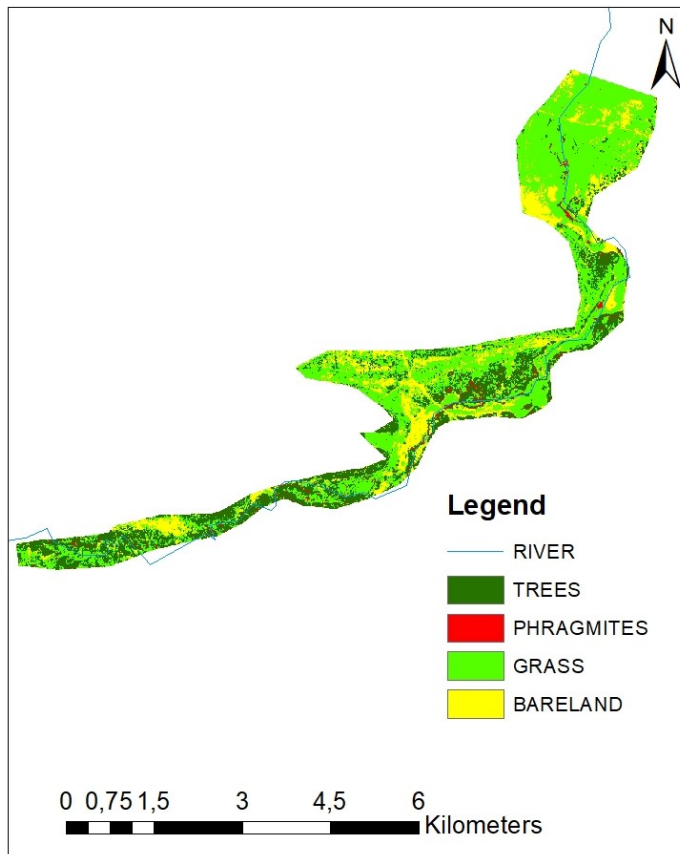 N
Legend
RIVER
TREES
PHRAGMITES
GRASS
BARELAND
0 0,75 1,5 3 4,5 6
Kilometers